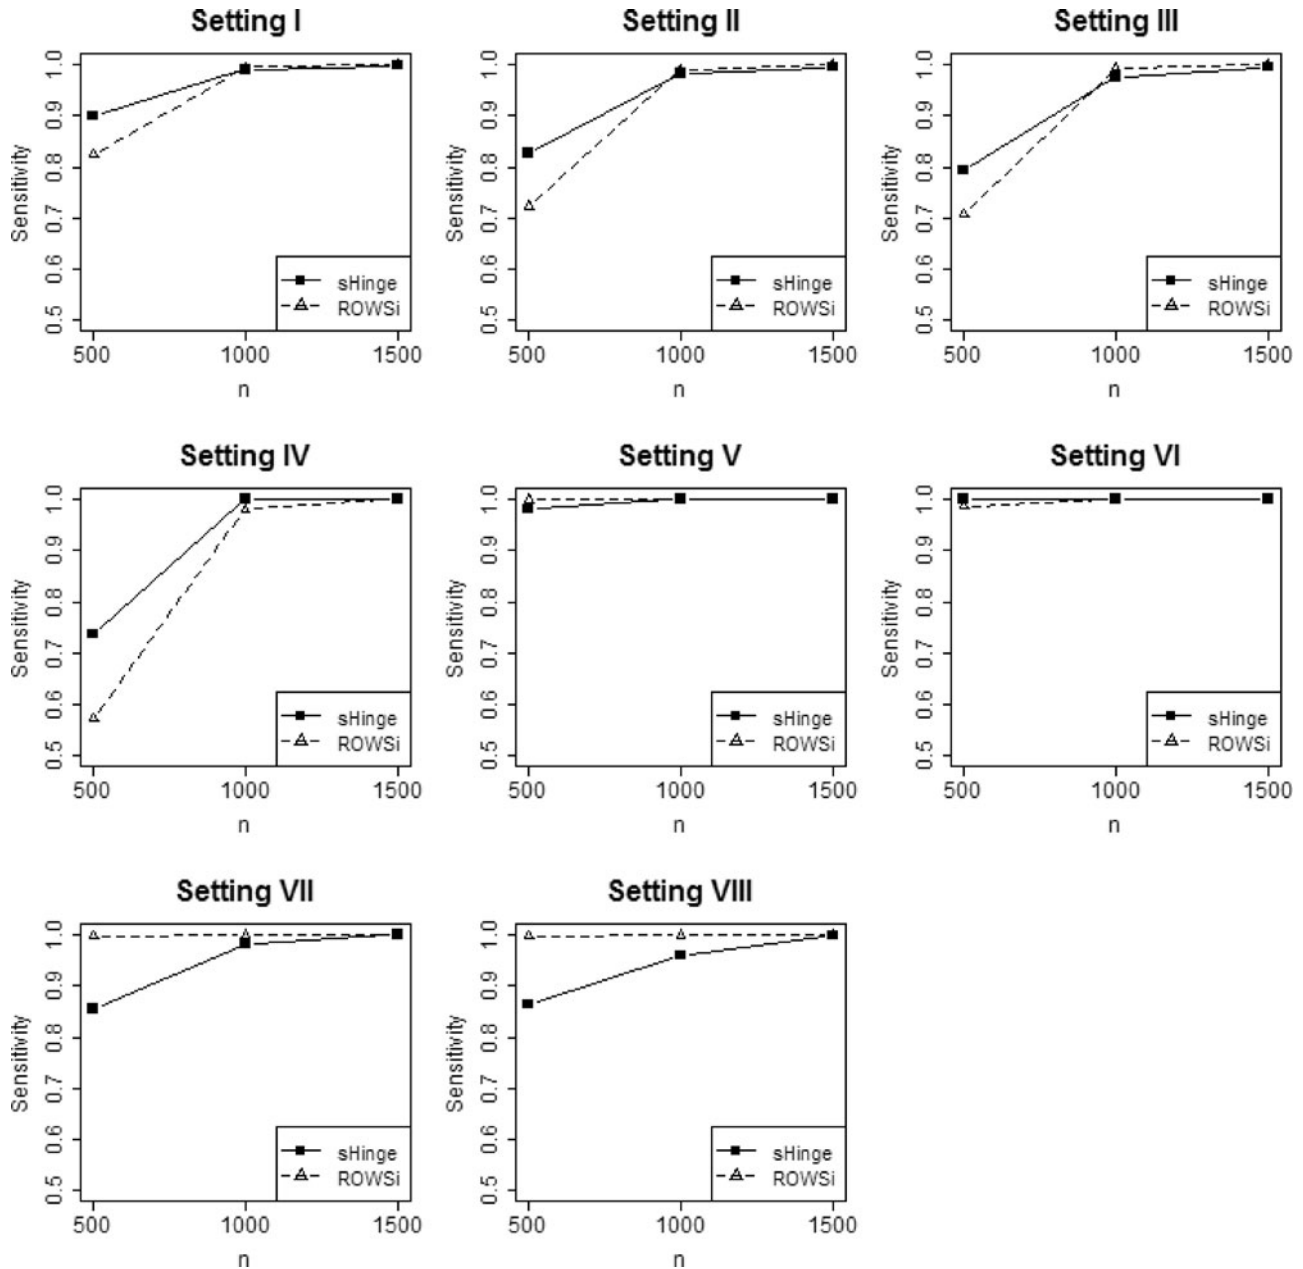 Setting I
Sensitivity
1.0
0.9
0.8
0.7
0.6
0.5
sHinge
ROWSi
500
1000
1500
n
Setting II
Sensitivity
1.0
0.9
0.8
0.7
0.6
0.5
sHinge
ROWSi
500
1000
1500
n
Setting III
Sensitivity
1.0
0.9
0.8
0.7
0.6
0.5
sHinge
ROWSi
500
1000
1500
n
Setting IV
Sensitivity
1.0
0.9
0.8
0.7
0.6
0.5
sHinge
ROWSi
500
1000
1500
n
Setting V
Sensitivity
1.0
0.9
0.8
0.7
0.6
0.5
sHinge
ROWSi
500
1000
1500
n
Setting VI
Sensitivity
1.0
0.9
0.8
0.7
0.6
0.5
sHinge
ROWSi
500
1000
1500
n
Setting VII
Sensitivity
1.0
0.9
0.8
0.7
0.6
0.5
sHinge
ROWSi
500
1000
1500
n
Setting VIII
Sensitivity
1.0
0.9
0.8
0.7
0.6
0.5
sHinge
ROWSi
500
1000
1500
n